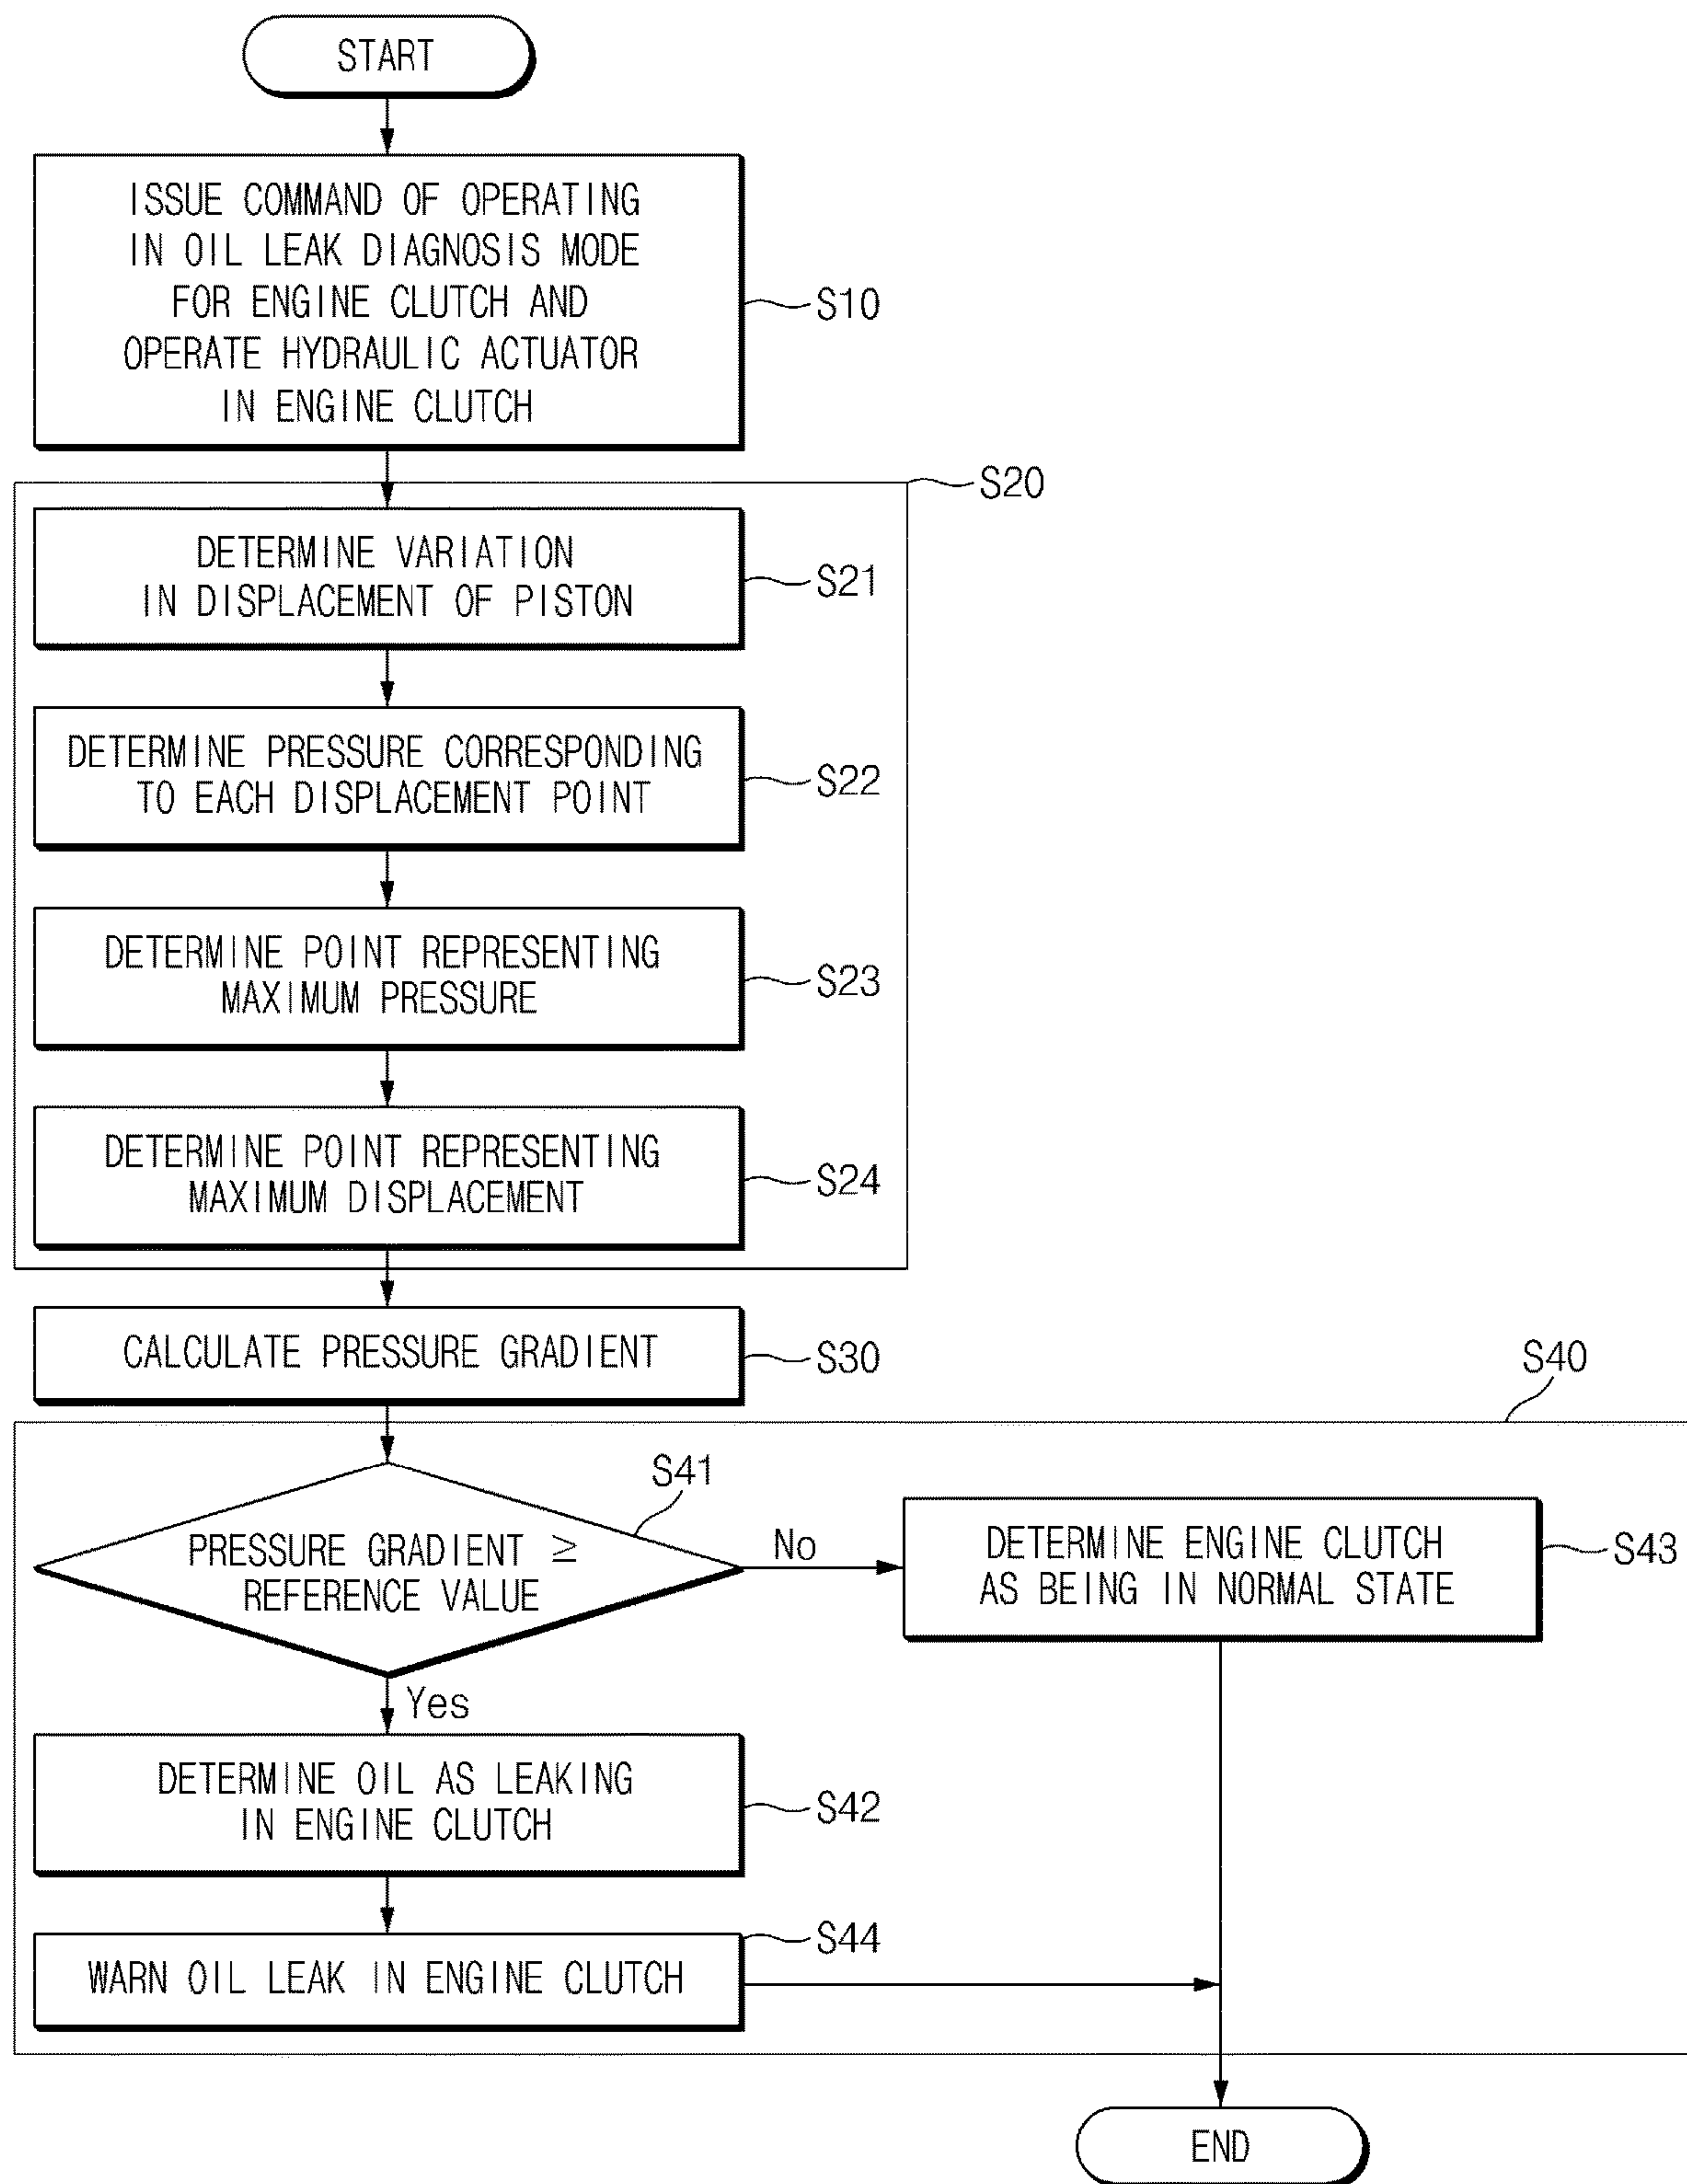 START
ISSUE COMMAND OF OPERATING
IN OIL LEAK DIAGNOSIS MODE
FOR ENGINE CLUTCH AND
OPERATE HYDRAULIC ACTUATOR
IN ENGINE CLUTCH
S10
S20
DETERMINE VARIATION
IN DISPLACEMENT OF PISTON
S21
DETERMINE PRESSURE CORRESPONDING
TO EACH DISPLACEMENT POINT
S22
DETERMINE POINT REPRESENTING
MAXIMUM PRESSURE
S23
DETERMINE POINT REPRESENTING
MAXIMUM DISPLACEMENT
S24
CALCULATE PRESSURE GRADIENT
S30
S40
S41
PRESSURE GRADIENT ≥
REFERENCE VALUE
No
DETERMINE ENGINE CLUTCH
AS BEING IN NORMAL STATE
S43
Yes
DETERMINE OIL AS LEAKING
IN ENGINE CLUTCH
S42
WARN OIL LEAK IN ENGINE CLUTCH
S44
END